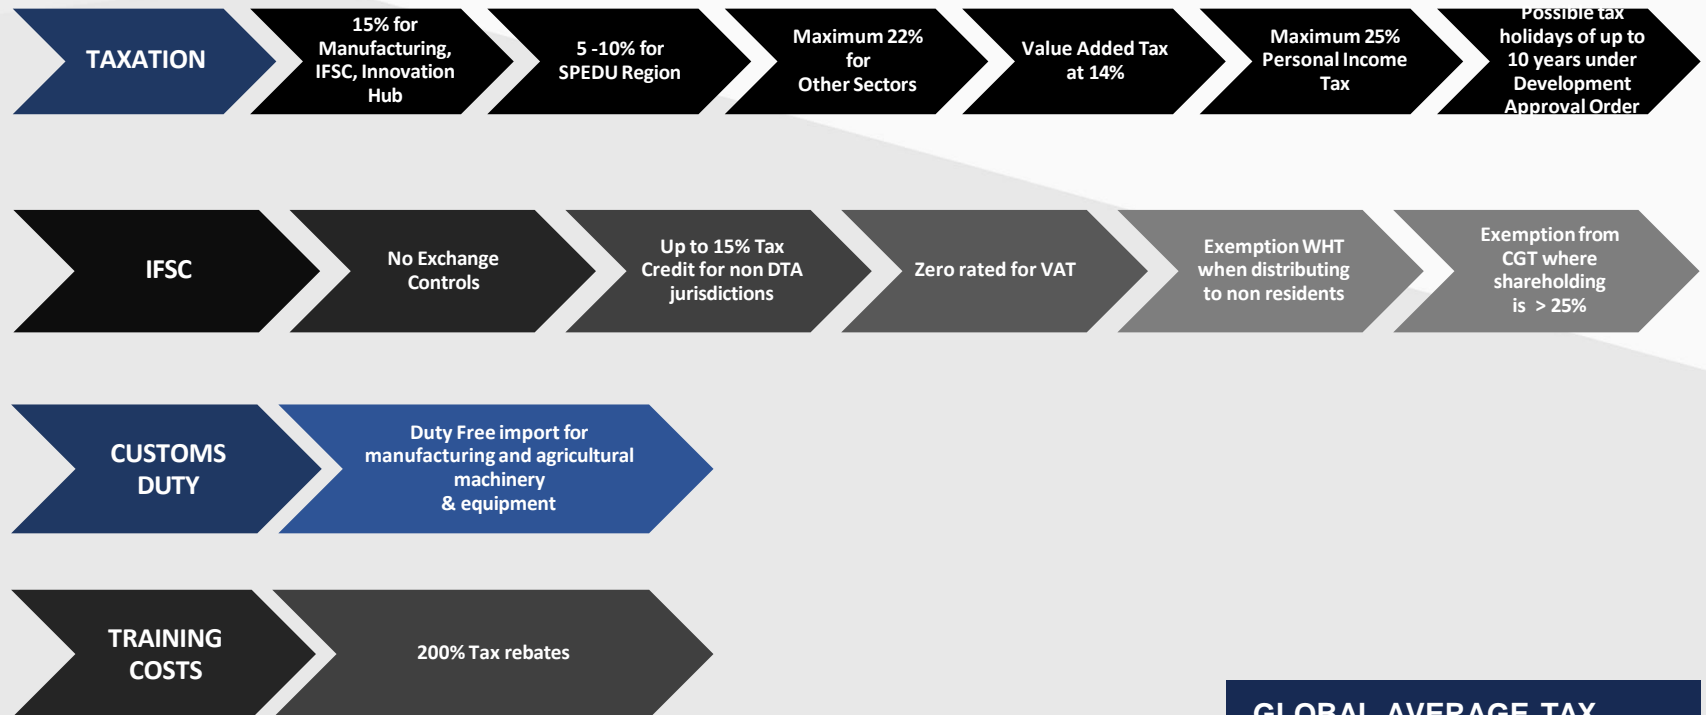 TAXATION
15% for
Manufacturing,
IFSC, Innovation
Hub
5 -10% for
SPEDU Region
Maximum 22%
for
Other Sectors
Value Added Tax
at 14%
Maximum 25%
Personal Income
Tax
Possible tax
holidays of up to
10 years under
Development
Approval Order
IFSC
No Exchange
Controls
Up to 15% Tax
Credit for non DTA
jurisdictions
Zero rated for VAT
Exemption WHT
when distributing
to non residents
Exemption from
CGT where
shareholding
is > 25%
CUSTOMS
DUTY
Duty Free import for
manufacturing and agricultural
machinery
& equipment
TRAINING
COSTS
200% Tax rebates
GLOBAL AVERAGE TAX